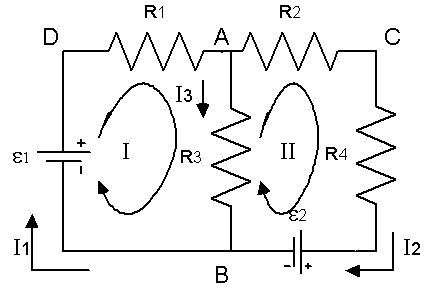 D R1 A R2 C
I3
+
ε1 I R3 II R4
-
ε2
I1 - + I2
B